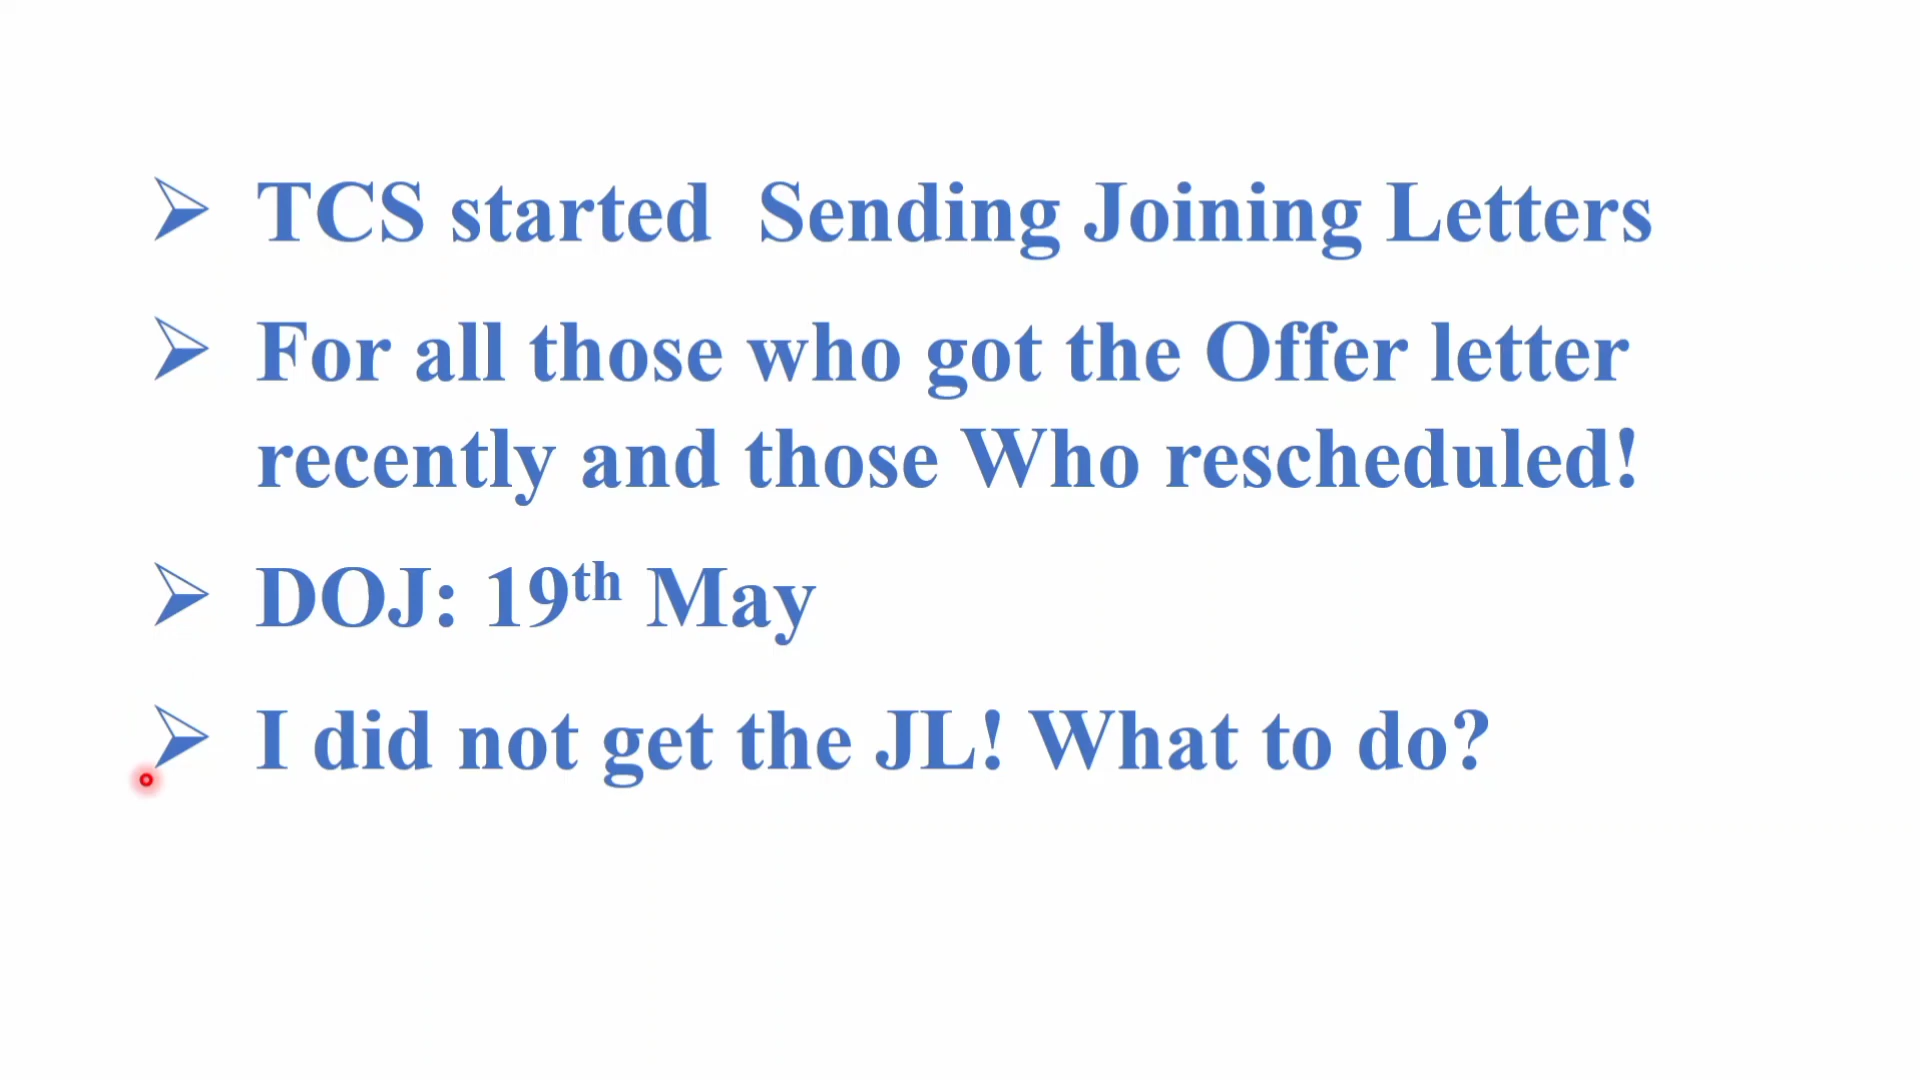 TCS started  Sending Joining Letters
For all those who got the Offer letter
recently and those Who rescheduled!
DOJ: 19th May
I did not get the JL! What to do?